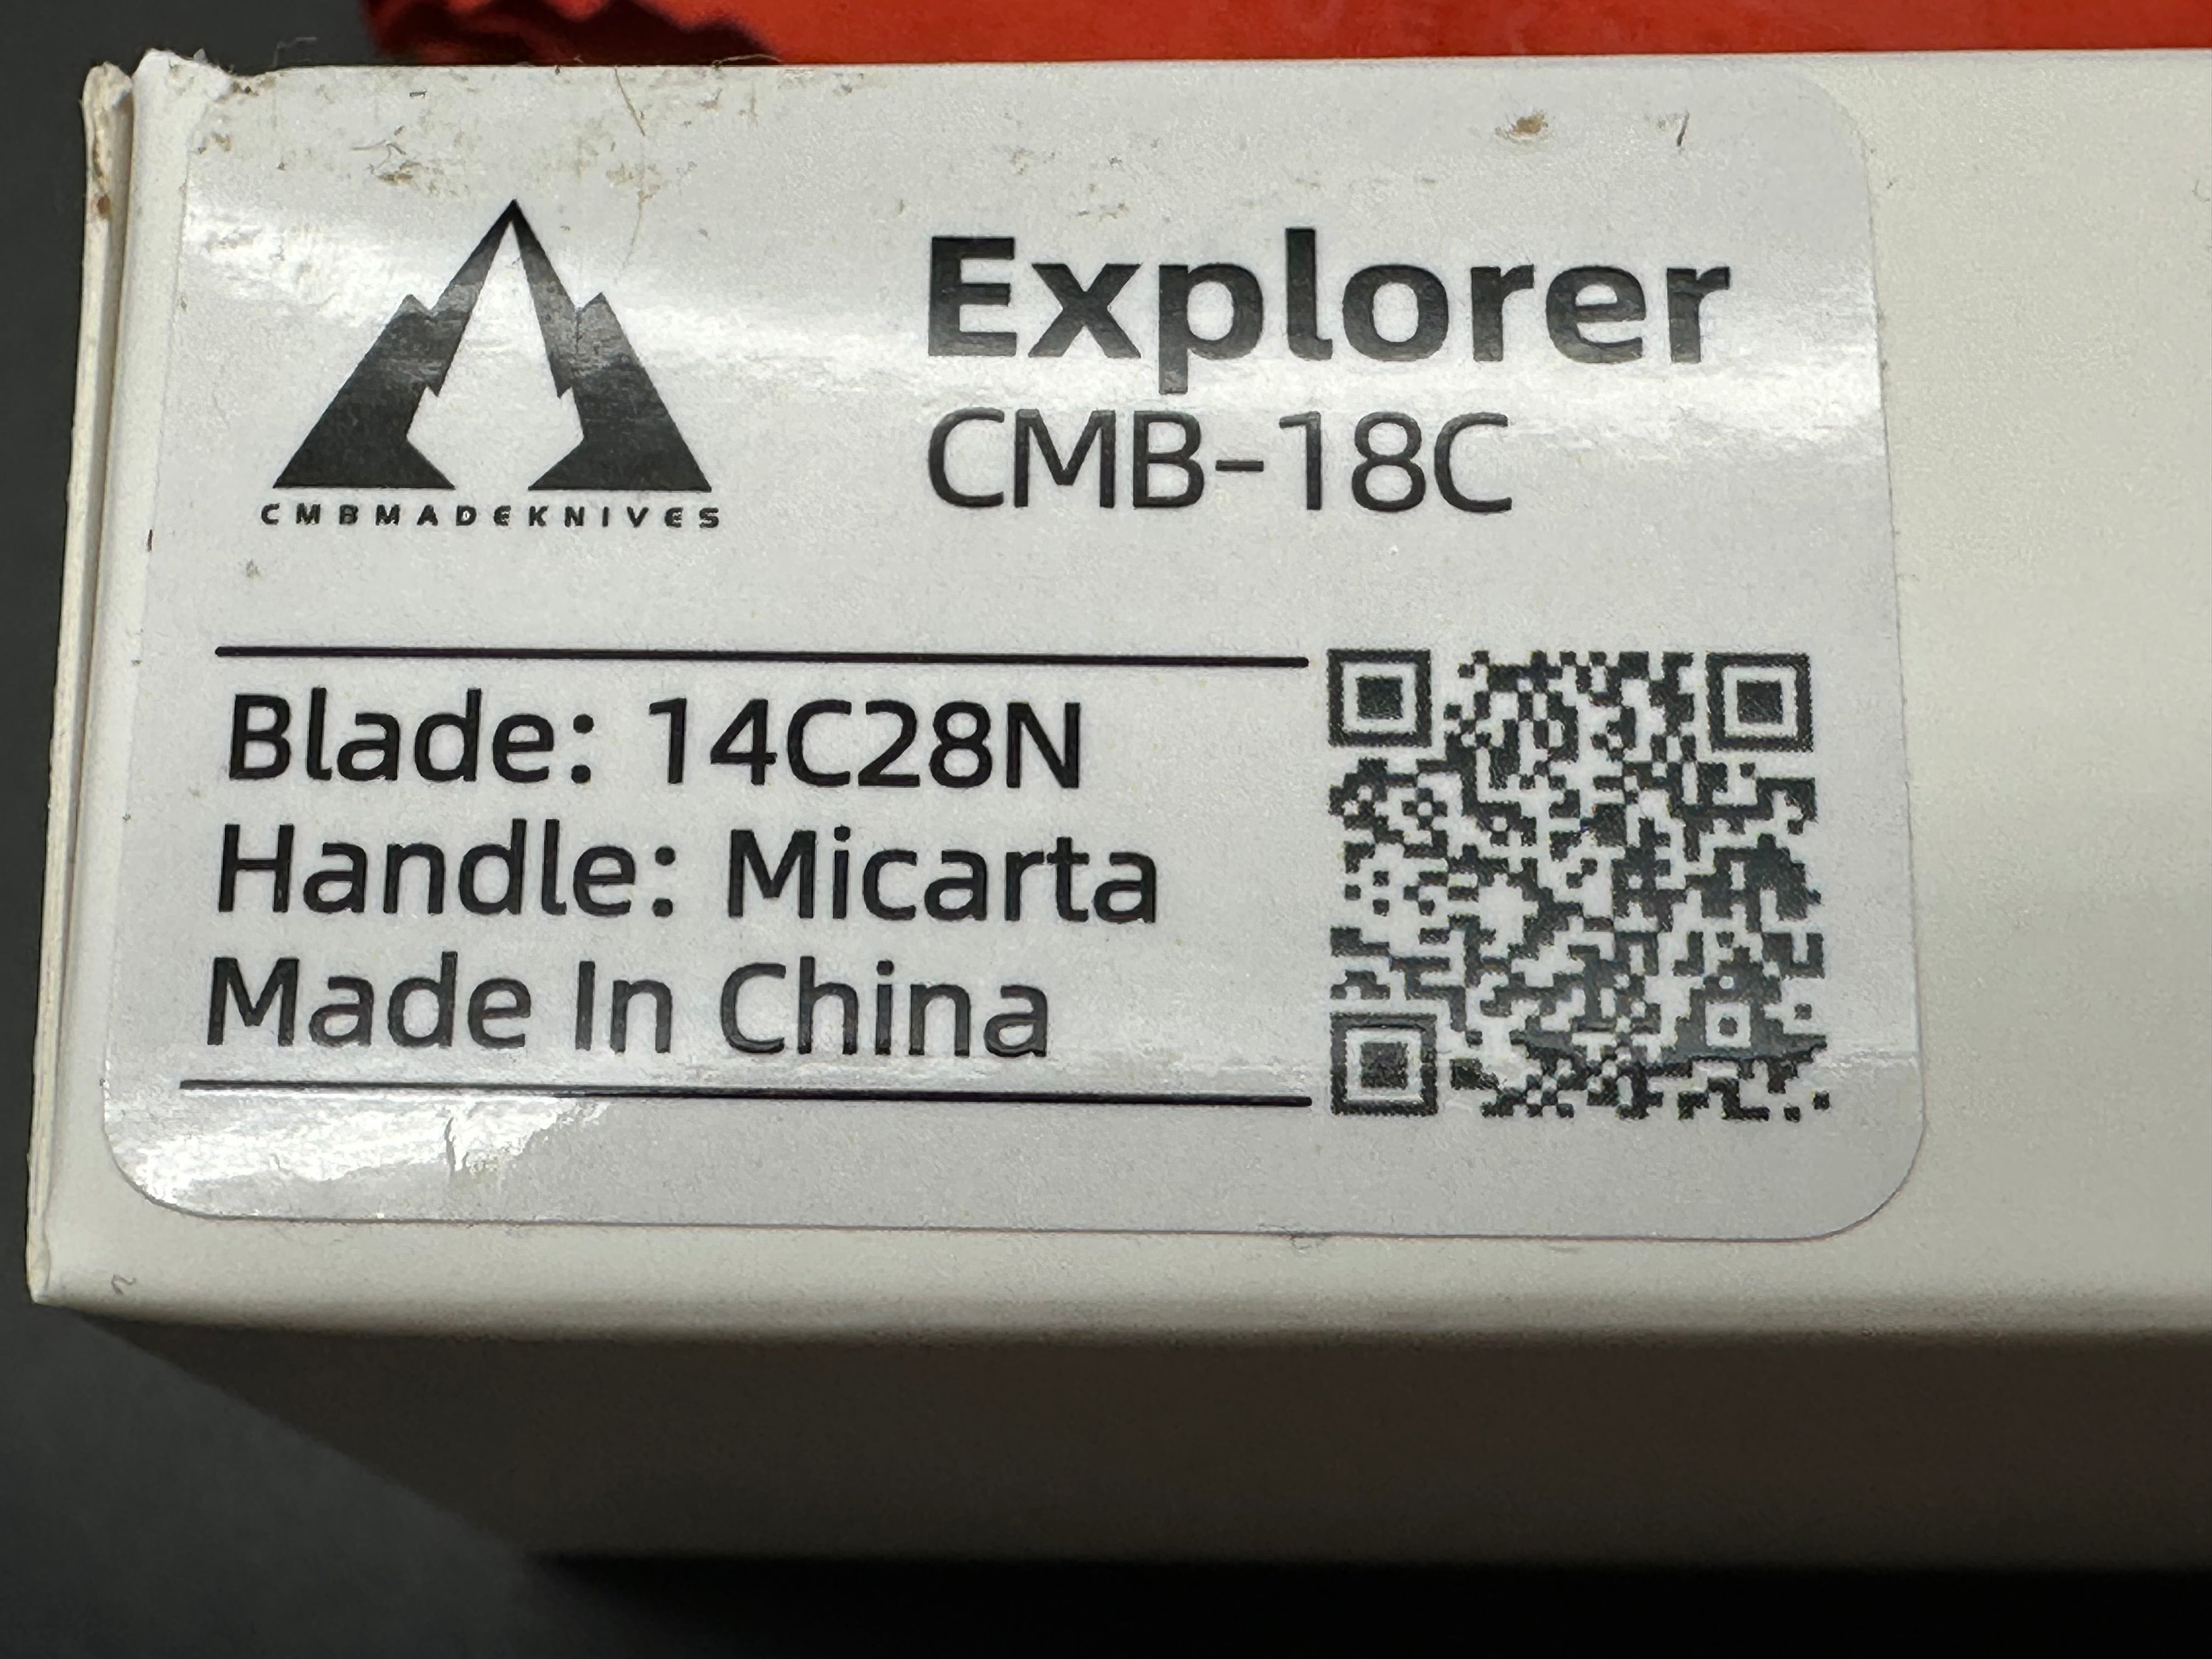 CMBMADEKNIVES
Explorer
CMB-18C
Blade: 14C28N
Handle: Micarta
Made In China